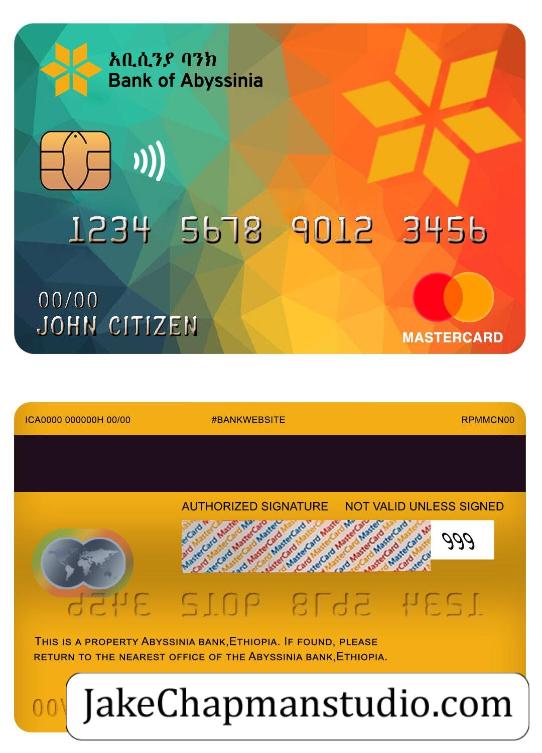 አቢሲንያ ባንክ
Bank of Abyssinia
1234 5678 9012 3456
00/00
JOHN CITIZEN
MASTERCARD
ICA0000 000000H 00/00 #BANKWEBSITE RPMMCN00
AUTHORIZED SIGNATURE NOT VALID UNLESS SIGNED
MasterCard MasterCard MasterCard
999
THIS IS A PROPERTY ABYSSINIA BANK,ETHIOPIA. IF FOUND, PLEASE
RETURN TO THE NEAREST OFFICE OF THE ABYSSINIA BANK,ETHIOPIA.
JakeChapmanstudio.com